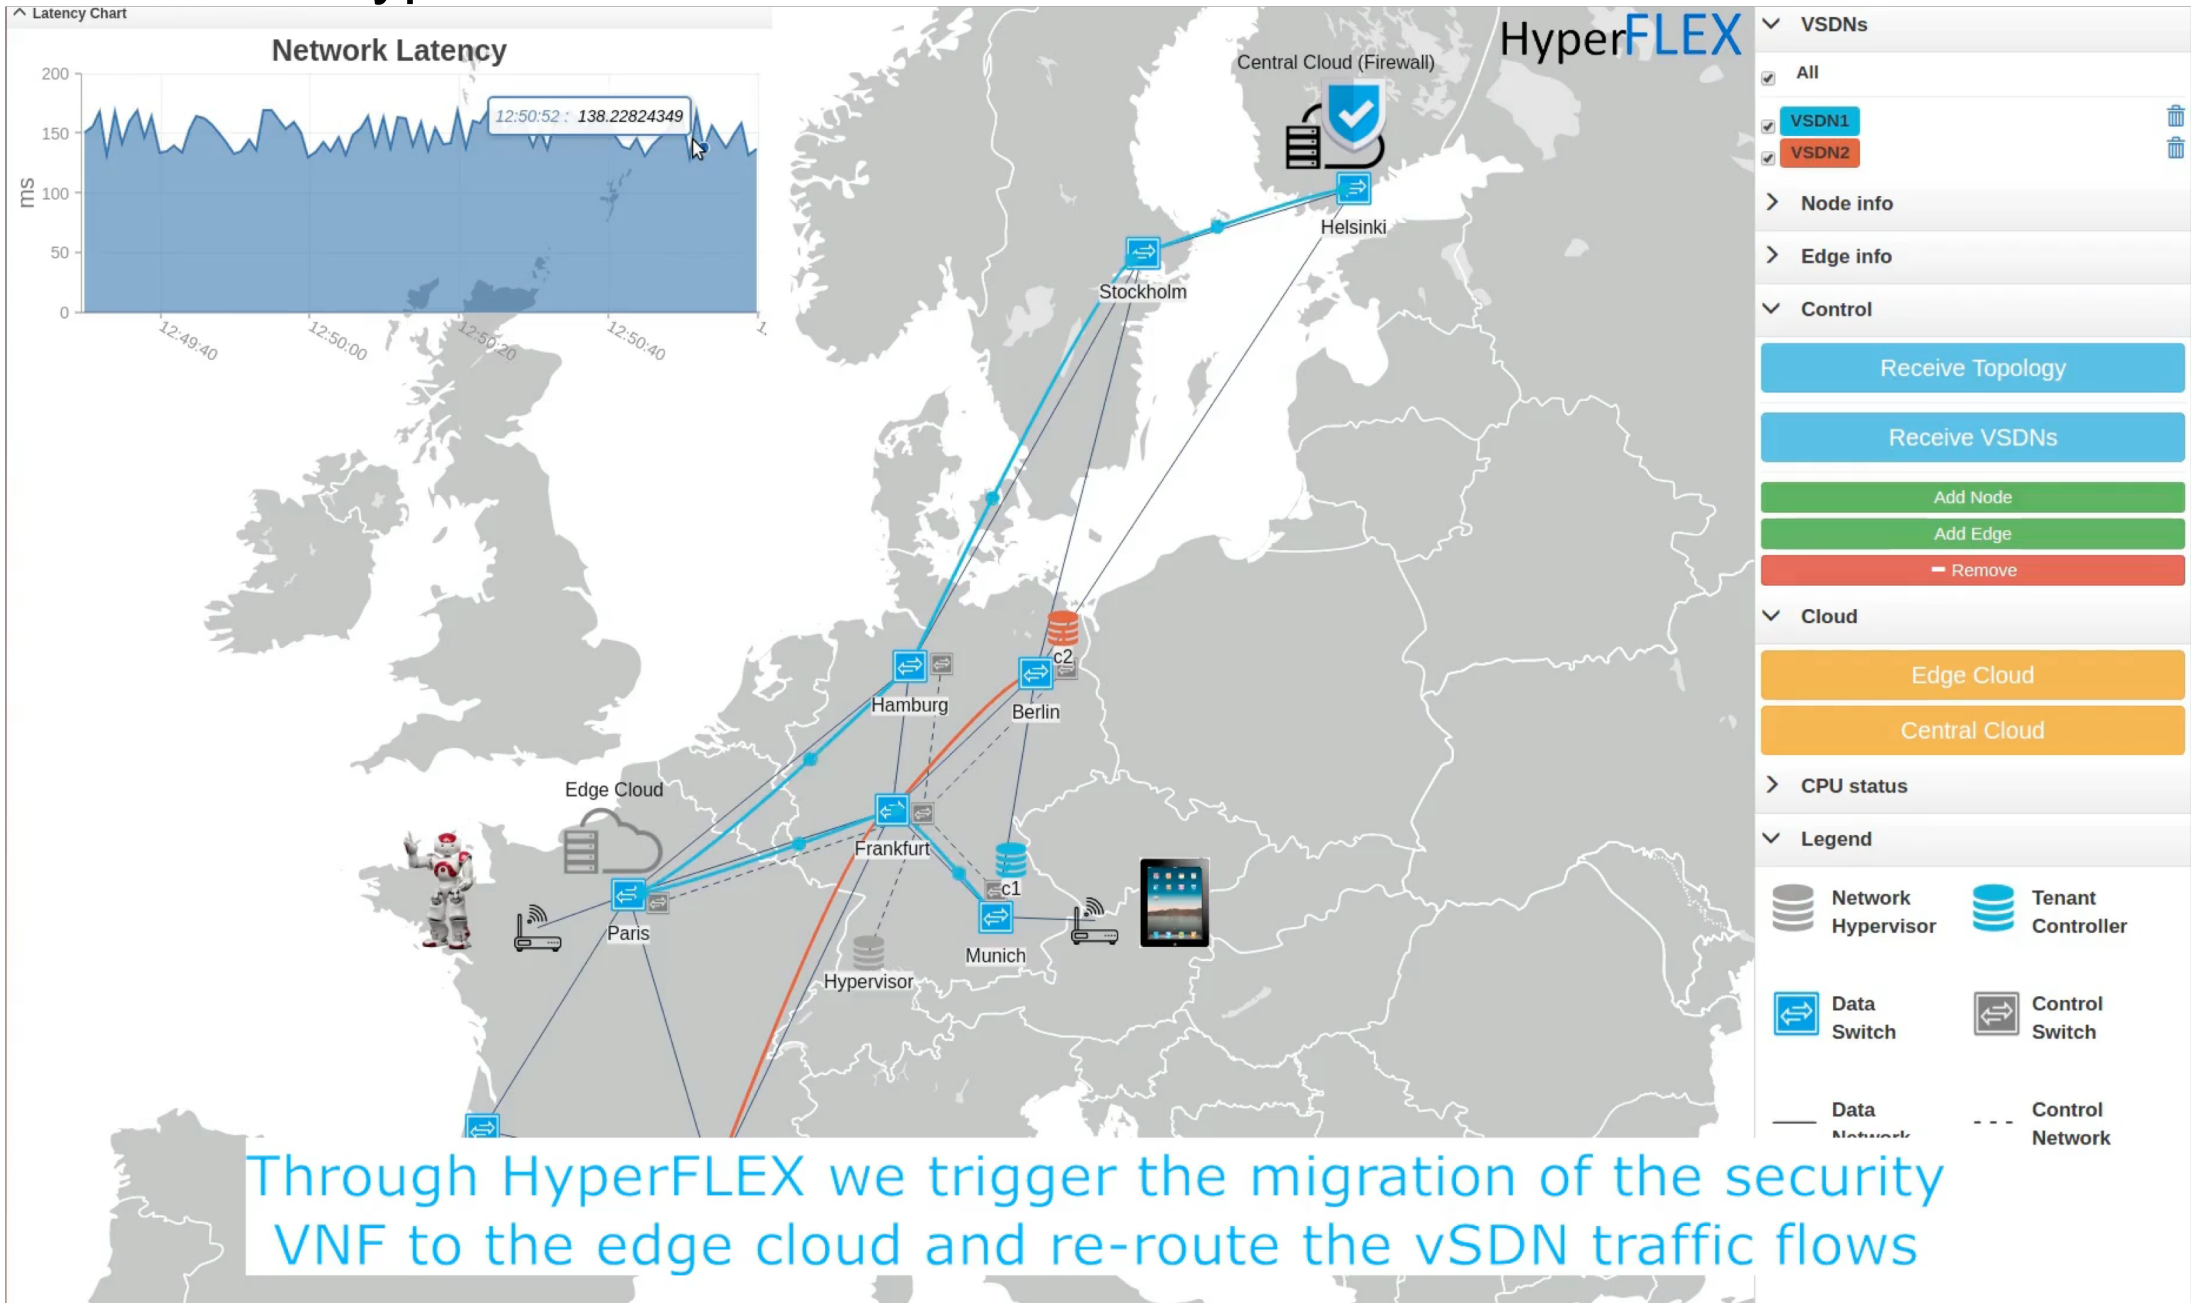 Latency Chart
Network Latency
200
150
100
50
0
ms
12:50:52 : 138.22824349
12:49:40
12:50:00
12:50:20
12:50:40
1.
HyperFLEX
Central Cloud (Firewall)
Helsinki
Stockholm
Hamburg
c2
Berlin
Edge Cloud
Frankfurt
c1
Paris
Munich
Hypervisor
VSDNs
All
VSDN1
VSDN2
Node info
Edge info
Control
Receive Topology
Receive VSDNs
Add Node
Add Edge
Remove
Cloud
Edge Cloud
Central Cloud
CPU status
Legend
Network
Hypervisor
Tenant
Controller
Data
Switch
Control
Switch
Data
Network
Control
Network
Through HyperFLEX we trigger the migration of the security
VNF to the edge cloud and re-route the vSDN traffic flows